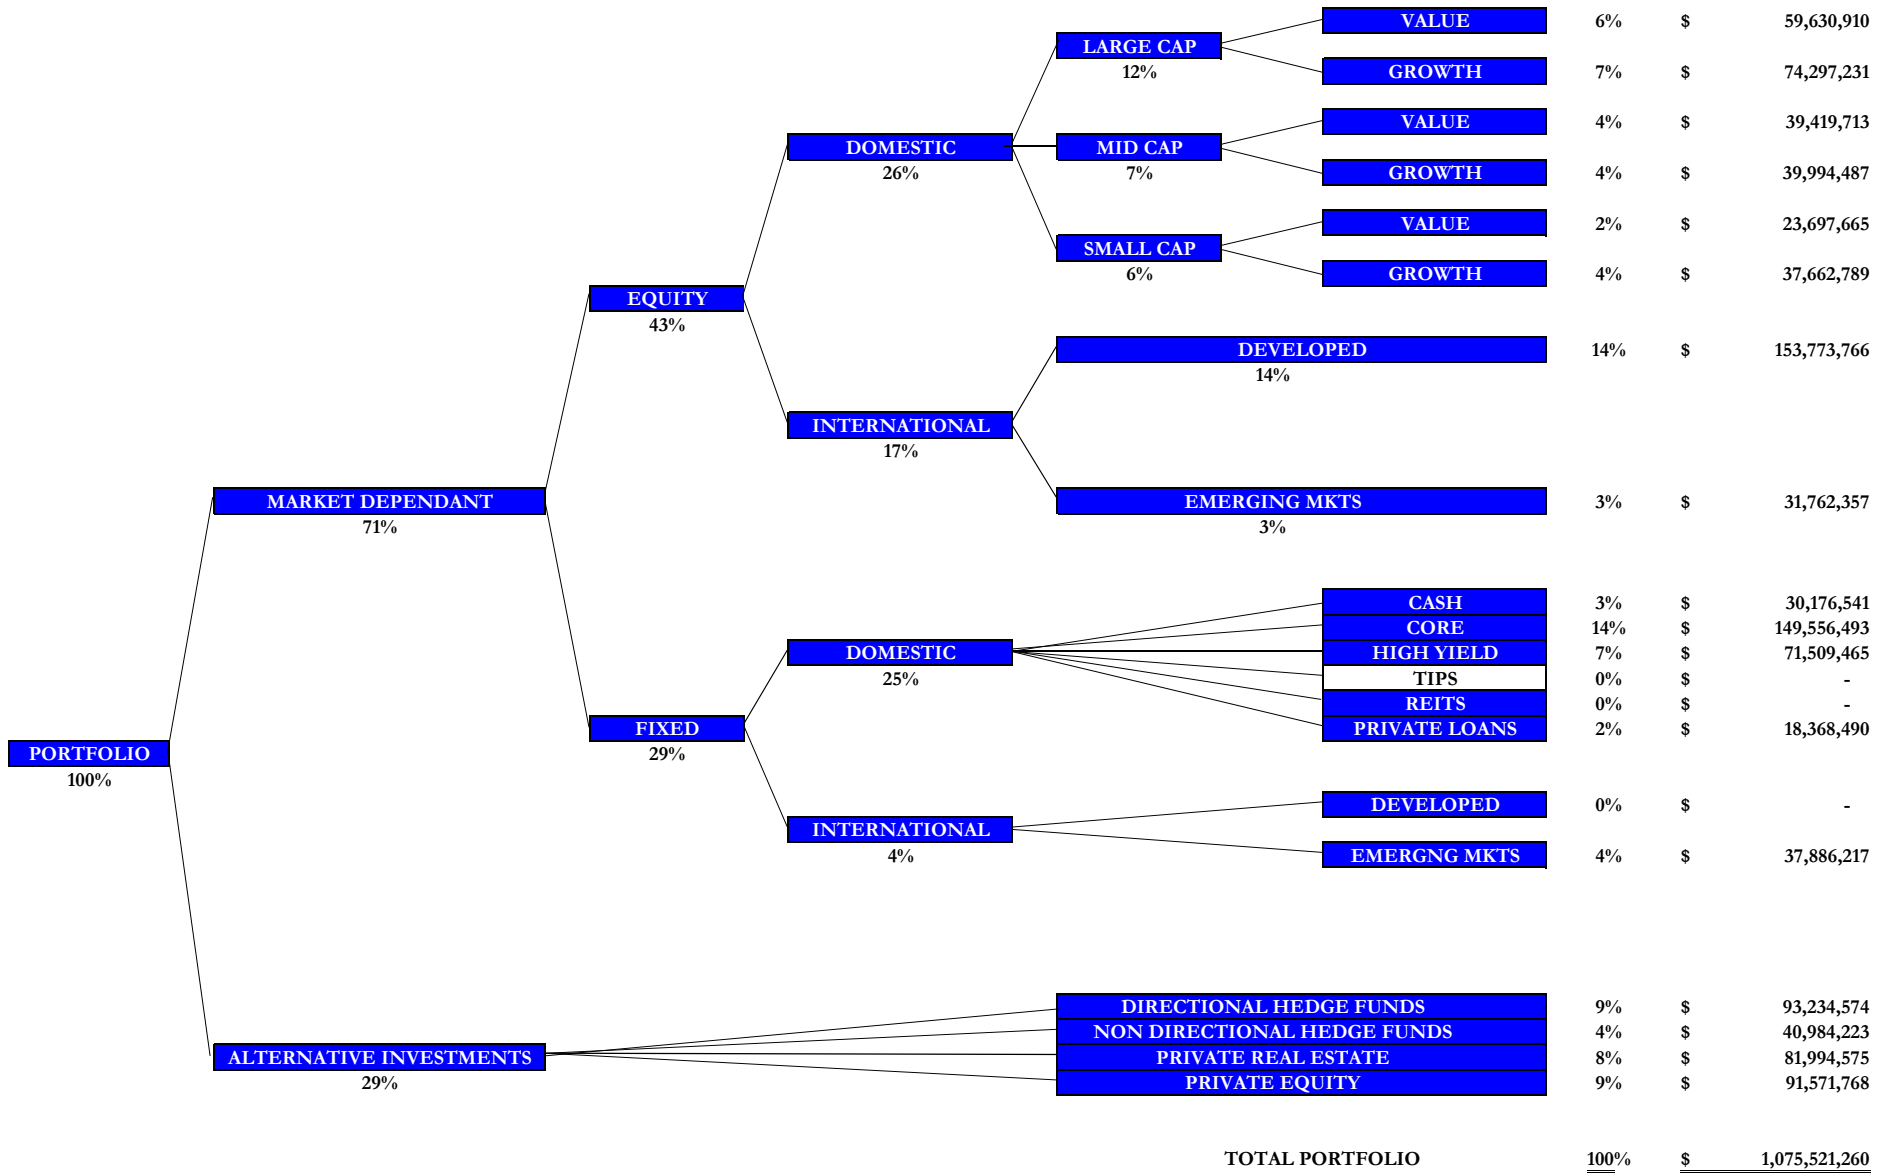 VALUE 6% $ 59,630,910
LARGE CAP
12%
GROWTH 7% $ 74,297,231
VALUE 4% $ 39,419,713
DOMESTIC MID CAP
26% 7%
GROWTH 4% $ 39,994,487
VALUE 2% $ 23,697,665
SMALL CAP
6%
GROWTH 4% $ 37,662,789
EQUITY
43%
DEVELOPED 14% $ 153,773,766
14%
INTERNATIONAL
17%
MARKET DEPENDANT EMERGING MKTS 3% $ 31,762,357
71% 3%
CASH 3% $ 30,176,541
CORE 14% $ 149,556,493
DOMESTIC HIGH YIELD 7% $ 71,509,465
25% TIPS 0% $ -
REITS 0% $ -
FIXED PRIVATE LOANS 2% $ 18,368,490
29%
PORTFOLIO
100%
DEVELOPED 0% $ -
INTERNATIONAL
4% EMERGNG MKTS 4% $ 37,886,217
DIRECTIONAL HEDGE FUNDS 9% $ 93,234,574
NON DIRECTIONAL HEDGE FUNDS 4% $ 40,984,223
ALTERNATIVE INVESTMENTS PRIVATE REAL ESTATE 8% $ 81,994,575
29% PRIVATE EQUITY 9% $ 91,571,768
TOTAL PORTFOLIO 100% $ 1,075,521,260